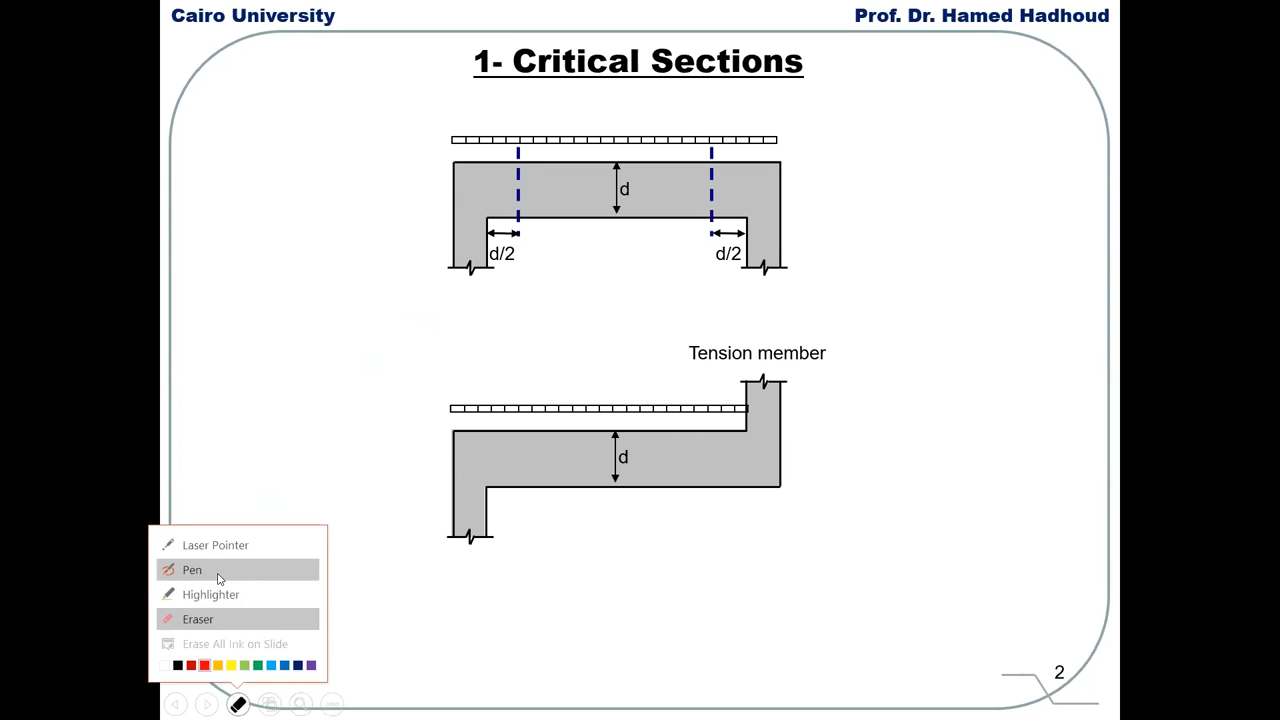 Cairo University
Prof. Dr. Hamed Hadhoud
1- Critical Sections
d
d/2
d/2
Tension member
d
Laser Pointer
Pen
Highlighter
Eraser
Erase All Ink on Slide
2